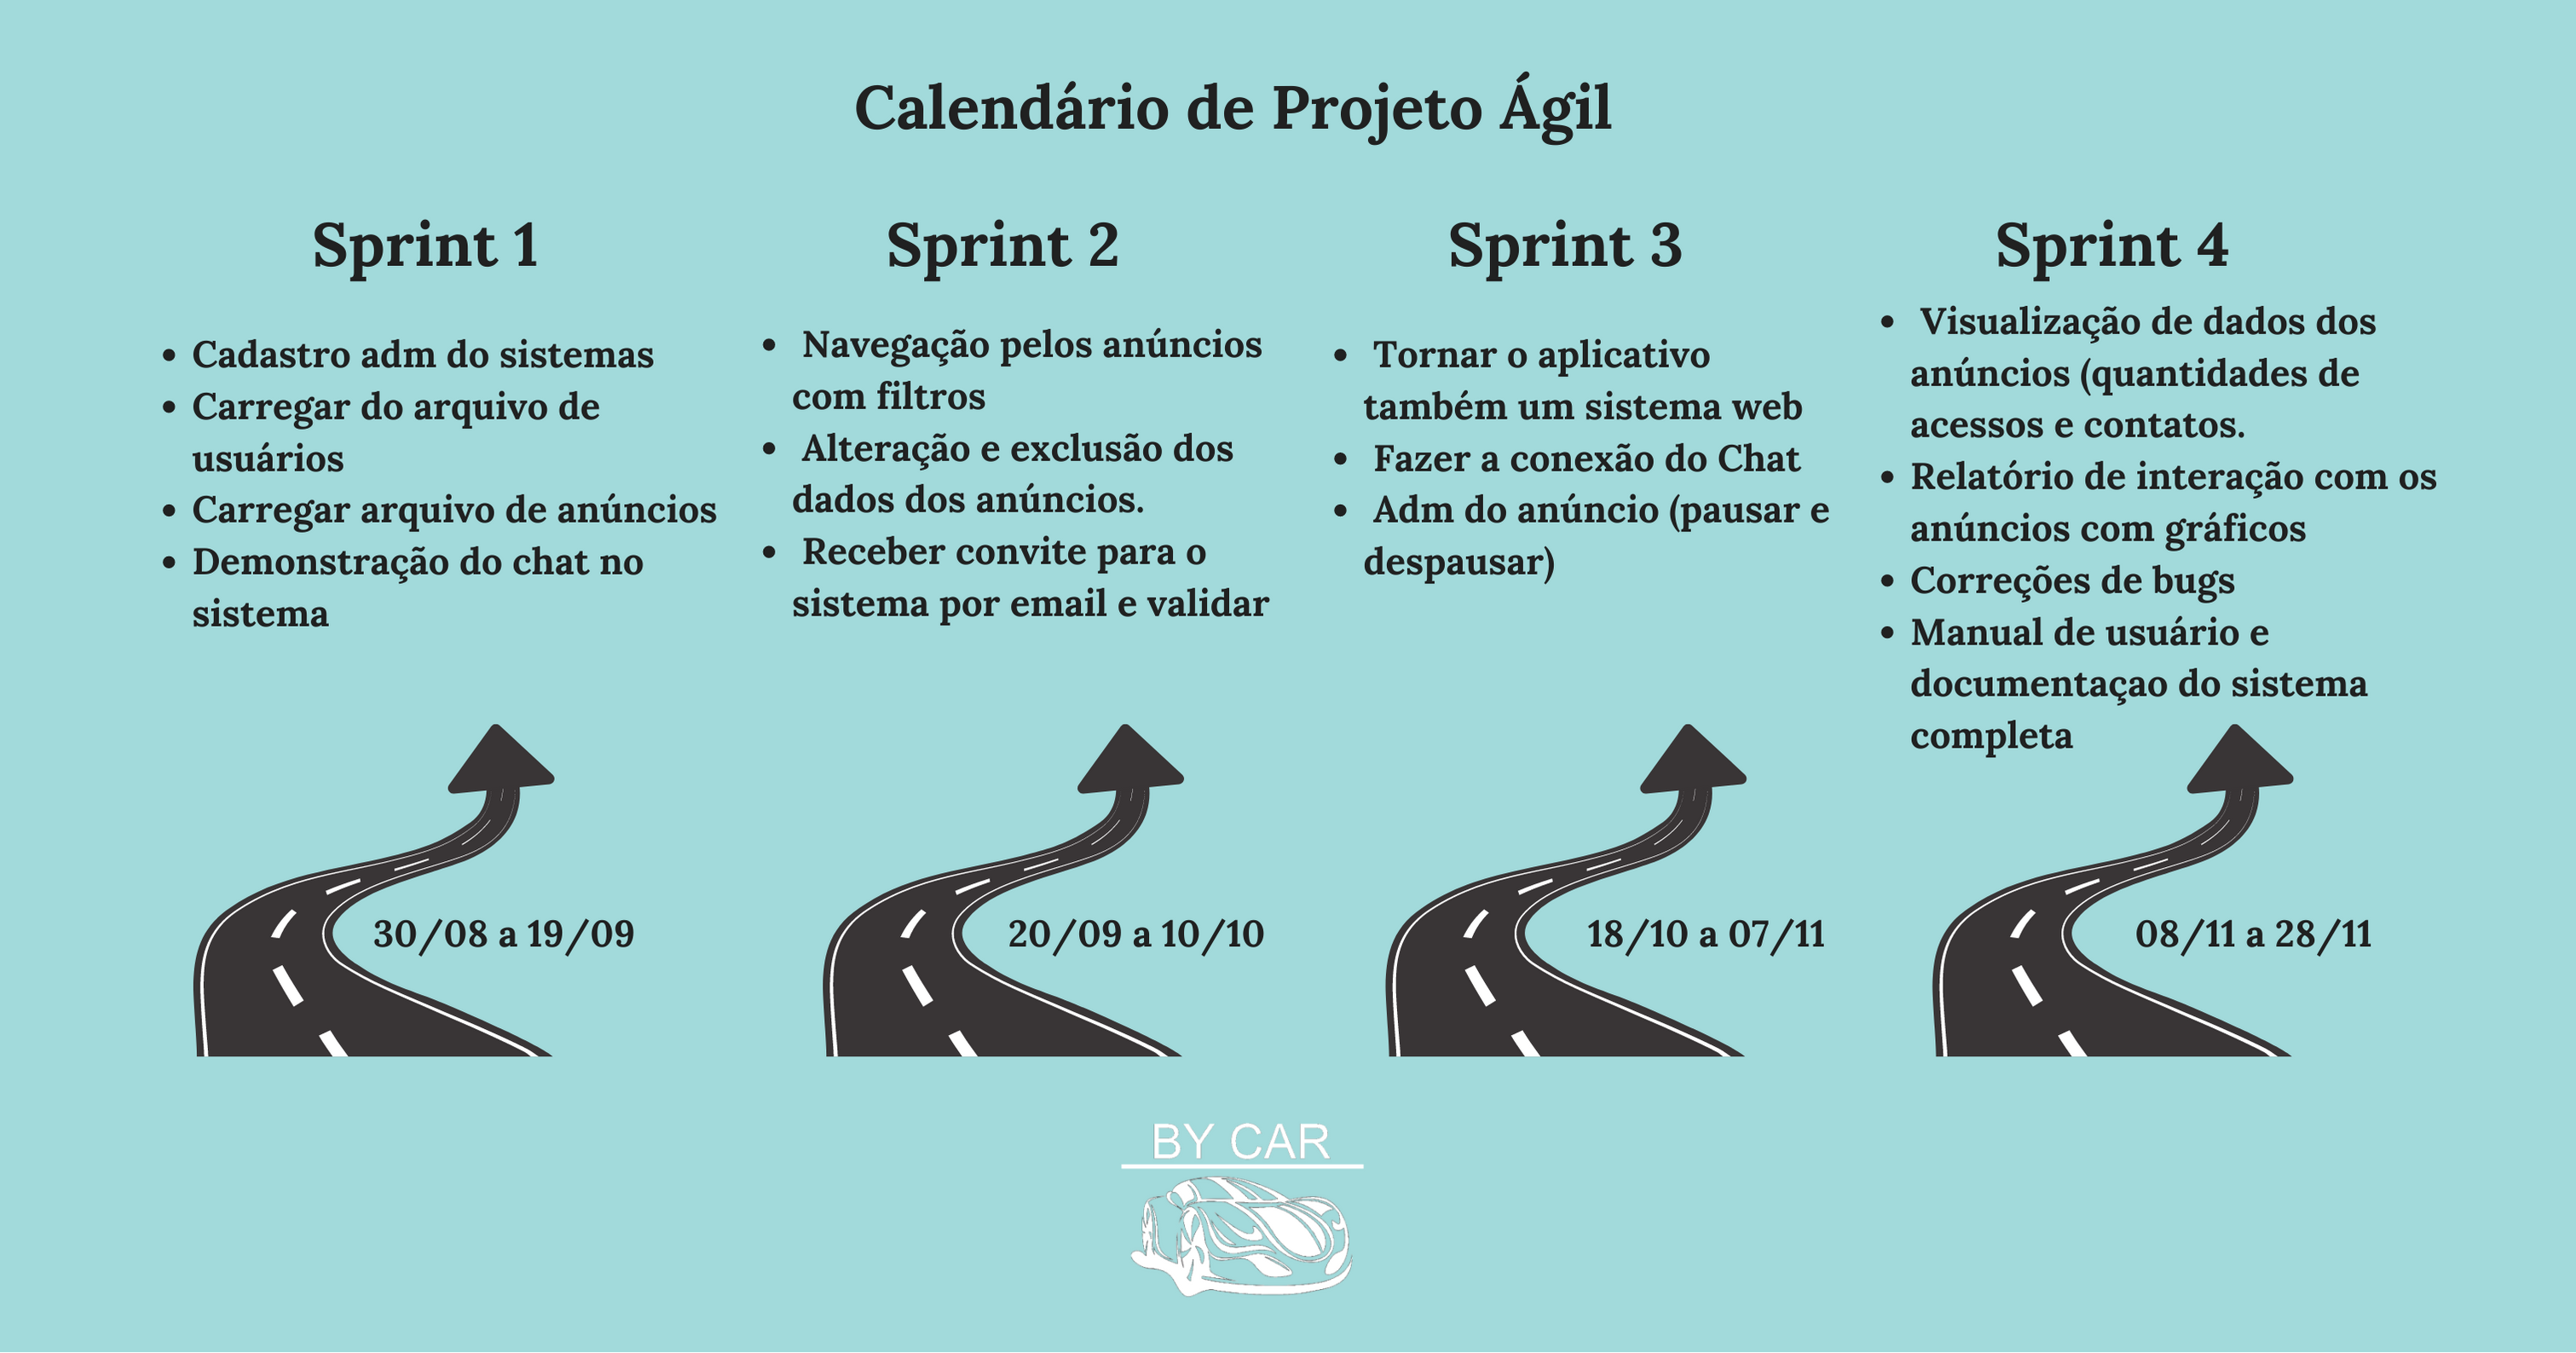 Calendário de Projeto Ágil
Sprint 1
• Cadastro adm do sistemas
• Carregar do arquivo de
usuários
• Carregar arquivo de anúncios
• Demonstração do chat no
sistema
30/08 a 19/09
Sprint 2
• Navegação pelos anúncios
com filtros
• Alteração e exclusão dos
dados dos anúncios.
• Receber convite para o
sistema por email e validar
20/09 a 10/10
Sprint 3
• Tornar o aplicativo
também um sistema web
• Fazer a conexão do Chat
• Adm do anúncio (pausar e
despausar)
18/10 a 07/11
Sprint 4
• Visualização de dados dos
anúncios (quantidades de
acessos e contatos.
• Relatório de interação com os
anúncios com gráficos
• Correções de bugs
• Manual de usuário e
documentaçao do sistema
completa
08/11 a 28/11
BY CAR